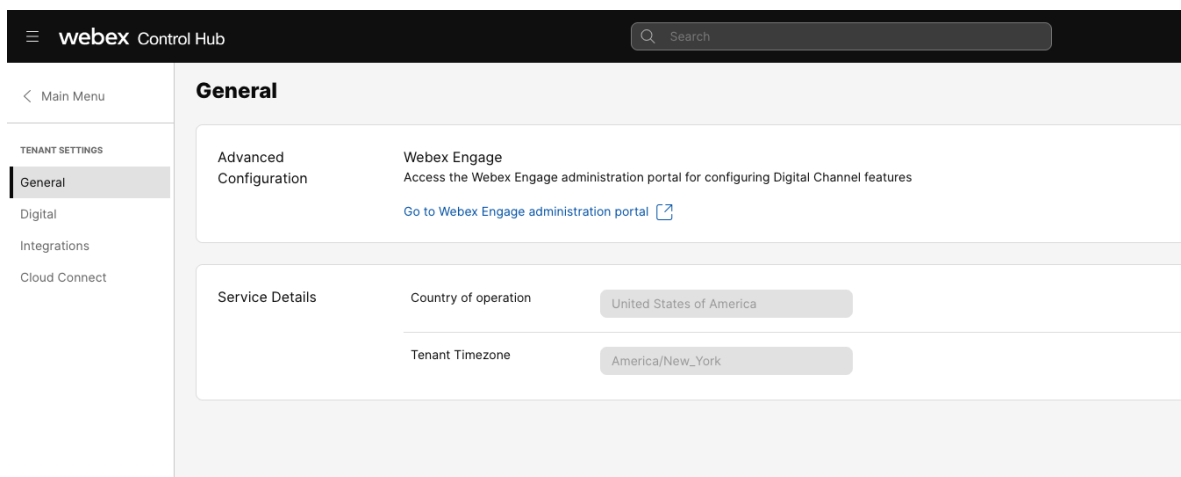 webex Control Hub
Search
Main Menu
TENANT SETTINGS
General
Digital
Integrations
Cloud Connect
General
Advanced
Configuration
Webex Engage
Access the Webex Engage administration portal for configuring Digital Channel features
Go to Webex Engage administration portal
Service Details
Country of operation
United States of America
Tenant Timezone
America/New_York